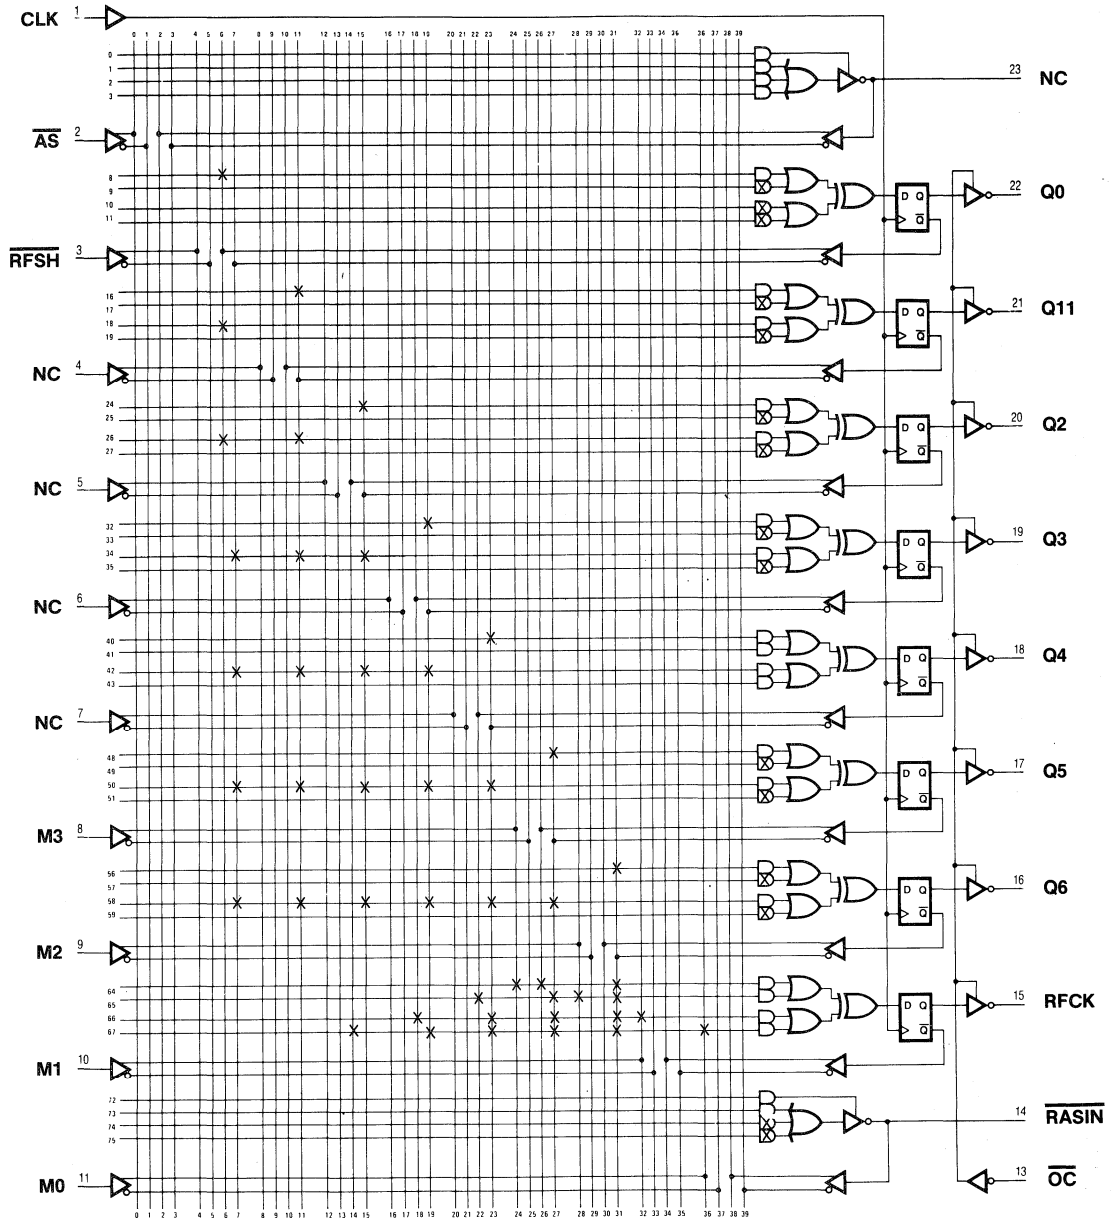 CLK 1
0 1 2 3 4 5 6 7 8 9 10 11 12 13 14 15 16 17 18 19 20 21 22 23 24 25 26 27 28 29 30 31 32 33 34 35 36 37 38 39
0
1
2
3
23 NC
AS 2
8
9
10
11
D Q
Q
22 Q0
RFSH 3
16
17
18
19
D Q
Q
21 Q11
NC 4
24
25
26
27
D Q
Q
20 Q2
NC 5
32
33
34
35
D Q
Q
19 Q3
NC 6
40
41
42
43
D Q
Q
18 Q4
NC 7
48
49
50
51
D Q
Q
17 Q5
M3 8
56
57
58
59
D Q
Q
16 Q6
M2 9
64
65
66
67
D Q
Q
15 RFCK
M1 10
72
73
74
75
14 RASIN
M0 11
13 OC
0 1 2 3 4 5 6 7 8 9 10 11 12 13 14 15 16 17 18 19 20 21 22 23 24 25 26 27 28 29 30 31 32 33 34 35 36 37 38 39